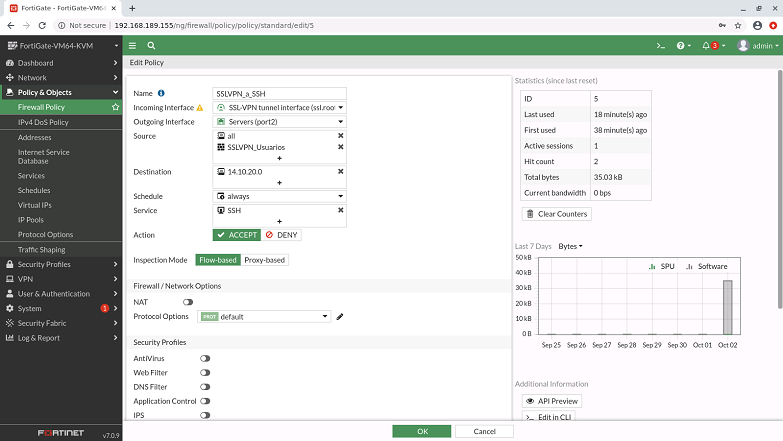 FortiGate - FortiGate-VM64
Not secure
192.168.189.155/ng/firewall/policy/policy/standard/edit/5
FortiGate-VM64-KVM
3
admin
Dashboard
Network
Policy & Objects
Firewall Policy
IPv4 DoS Policy
Addresses
Internet Service
Database
Services
Schedules
Virtual IPs
IP Pools
Protocol Options
Traffic Shaping
Security Profiles
VPN
User & Authentication
System
1
Security Fabric
Log & Report
FORTINET
v7.0.9
Edit Policy
Name
SSLVPN_a_SSH
Incoming Interface
SSL-VPN tunnel interface (ssl.root
Outgoing Interface
Servers (port2)
Source
all
SSLVPN_Usuarios
+
Destination
14.10.20.0
+
Schedule
always
Service
SSH
+
Action
ACCEPT
DENY
Inspection Mode
Flow-based
Proxy-based
Firewall / Network Options
NAT
Protocol Options
PROT
default
Security Profiles
AntiVirus
Web Filter
DNS Filter
Application Control
IPS
Statistics (since last reset)
ID 5
Last used 18 minute(s) ago
First used 38 minute(s) ago
Active sessions 1
Hit count 2
Total bytes 35.03 kB
Current bandwidth 0 bps
Clear Counters
Last 7 Days
Bytes
50 kB
40 kB
30 kB
20 kB
10 kB
0 B
SPU
Software
Sep 25 Sep 26 Sep 27 Sep 28 Sep 29 Sep 30 Oct 01 Oct 02
Additional Information
API Preview
Edit in CLI
OK
Cancel